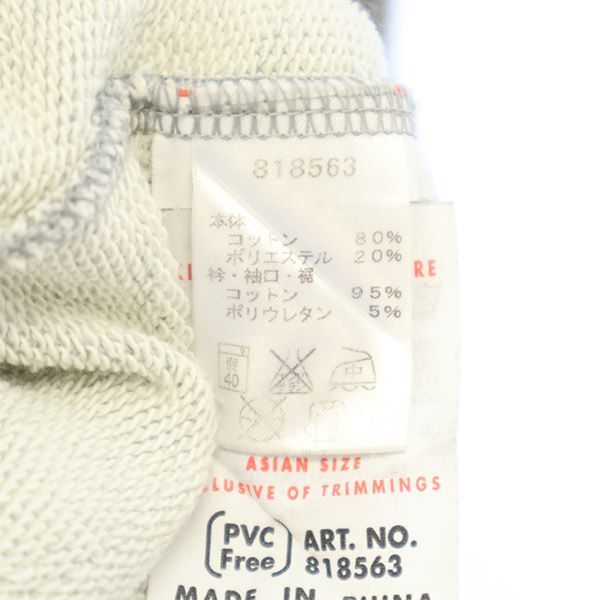 818563
本体
コットン 80%
ポリエステル 20%
衿・袖口・裾
コットン 95%
ポリウレタン 5%
40 中
ASIAN SIZE
OF TRIMMINGS
(PVC Free) ART. NO.
818563
MADE IN